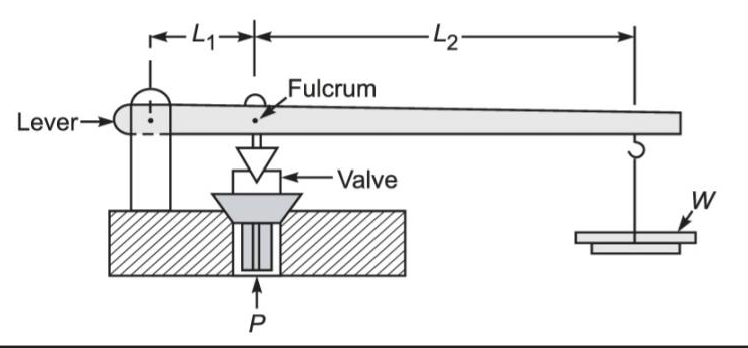 L1 L2
Fulcrum
Lever
Valve
W
P